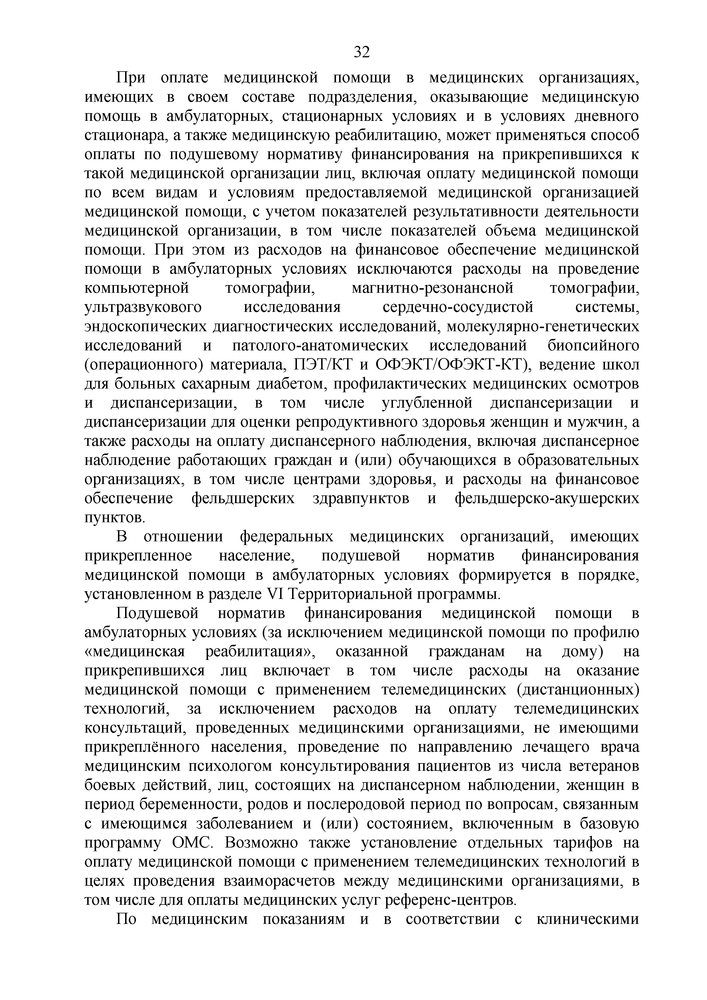 32
При оплате медицинской помощи в медицинских организациях,
имеющих в своем составе подразделения, оказывающие медицинскую
помощь в амбулаторных, стационарных условиях и в условиях дневного
стационара, а также медицинскую реабилитацию, может применяться способ
оплаты по подушевому нормативу финансирования на прикрепившихся к
такой медицинской организации лиц, включая оплату медицинской помощи
по всем видам и условиям предоставляемой медицинской организацией
медицинской помощи, с учетом показателей результативности деятельности
медицинской организации, в том числе показателей объема медицинской
помощи. При этом из расходов на финансовое обеспечение медицинской
помощи в амбулаторных условиях исключаются расходы на проведение
компьютерной томографии, магнитно-резонансной томографии,
ультразвукового исследования сердечно-сосудистой системы,
эндоскопических диагностических исследований, молекулярно-генетических
исследований и патолого-анатомических исследований биопсийного
(операционного) материала, ПЭТ/КТ и ОФЭКТ/ОФЭКТ-КТ), ведение школ
для больных сахарным диабетом, профилактических медицинских осмотров
и диспансеризации, в том числе углубленной диспансеризации и
диспансеризации для оценки репродуктивного здоровья женщин и мужчин, а
также расходы на оплату диспансерного наблюдения, включая диспансерное
наблюдение работающих граждан и (или) обучающихся в образовательных
организациях, в том числе центрами здоровья, и расходы на финансовое
обеспечение фельдшерских здравпунктов и фельдшерско-акушерских
пунктов.
В отношении федеральных медицинских организаций, имеющих
прикрепленное население, подушевой норматив финансирования
медицинской помощи в амбулаторных условиях формируется в порядке,
установленном в разделе VI Территориальной программы.
Подушевой норматив финансирования медицинской помощи в
амбулаторных условиях (за исключением медицинской помощи по профилю
«медицинская реабилитация», оказанной гражданам на дому) на
прикрепившихся лиц включает в том числе расходы на оказание
медицинской помощи с применением телемедицинских (дистанционных)
технологий, за исключением расходов на оплату телемедицинских
консультаций, проведенных медицинскими организациями, не имеющими
прикреплённого населения, проведение по направлению лечащего врача
медицинским психологом консультирования пациентов из числа ветеранов
боевых действий, лиц, состоящих на диспансерном наблюдении, женщин в
период беременности, родов и послеродовой период по вопросам, связанным
с имеющимся заболеванием и (или) состоянием, включенным в базовую
программу ОМС. Возможно также установление отдельных тарифов на
оплату медицинской помощи с применением телемедицинских технологий в
целях проведения взаиморасчетов между медицинскими организациями, в
том числе для оплаты медицинских услуг референс-центров.
По медицинским показаниям и в соответствии с клиническими